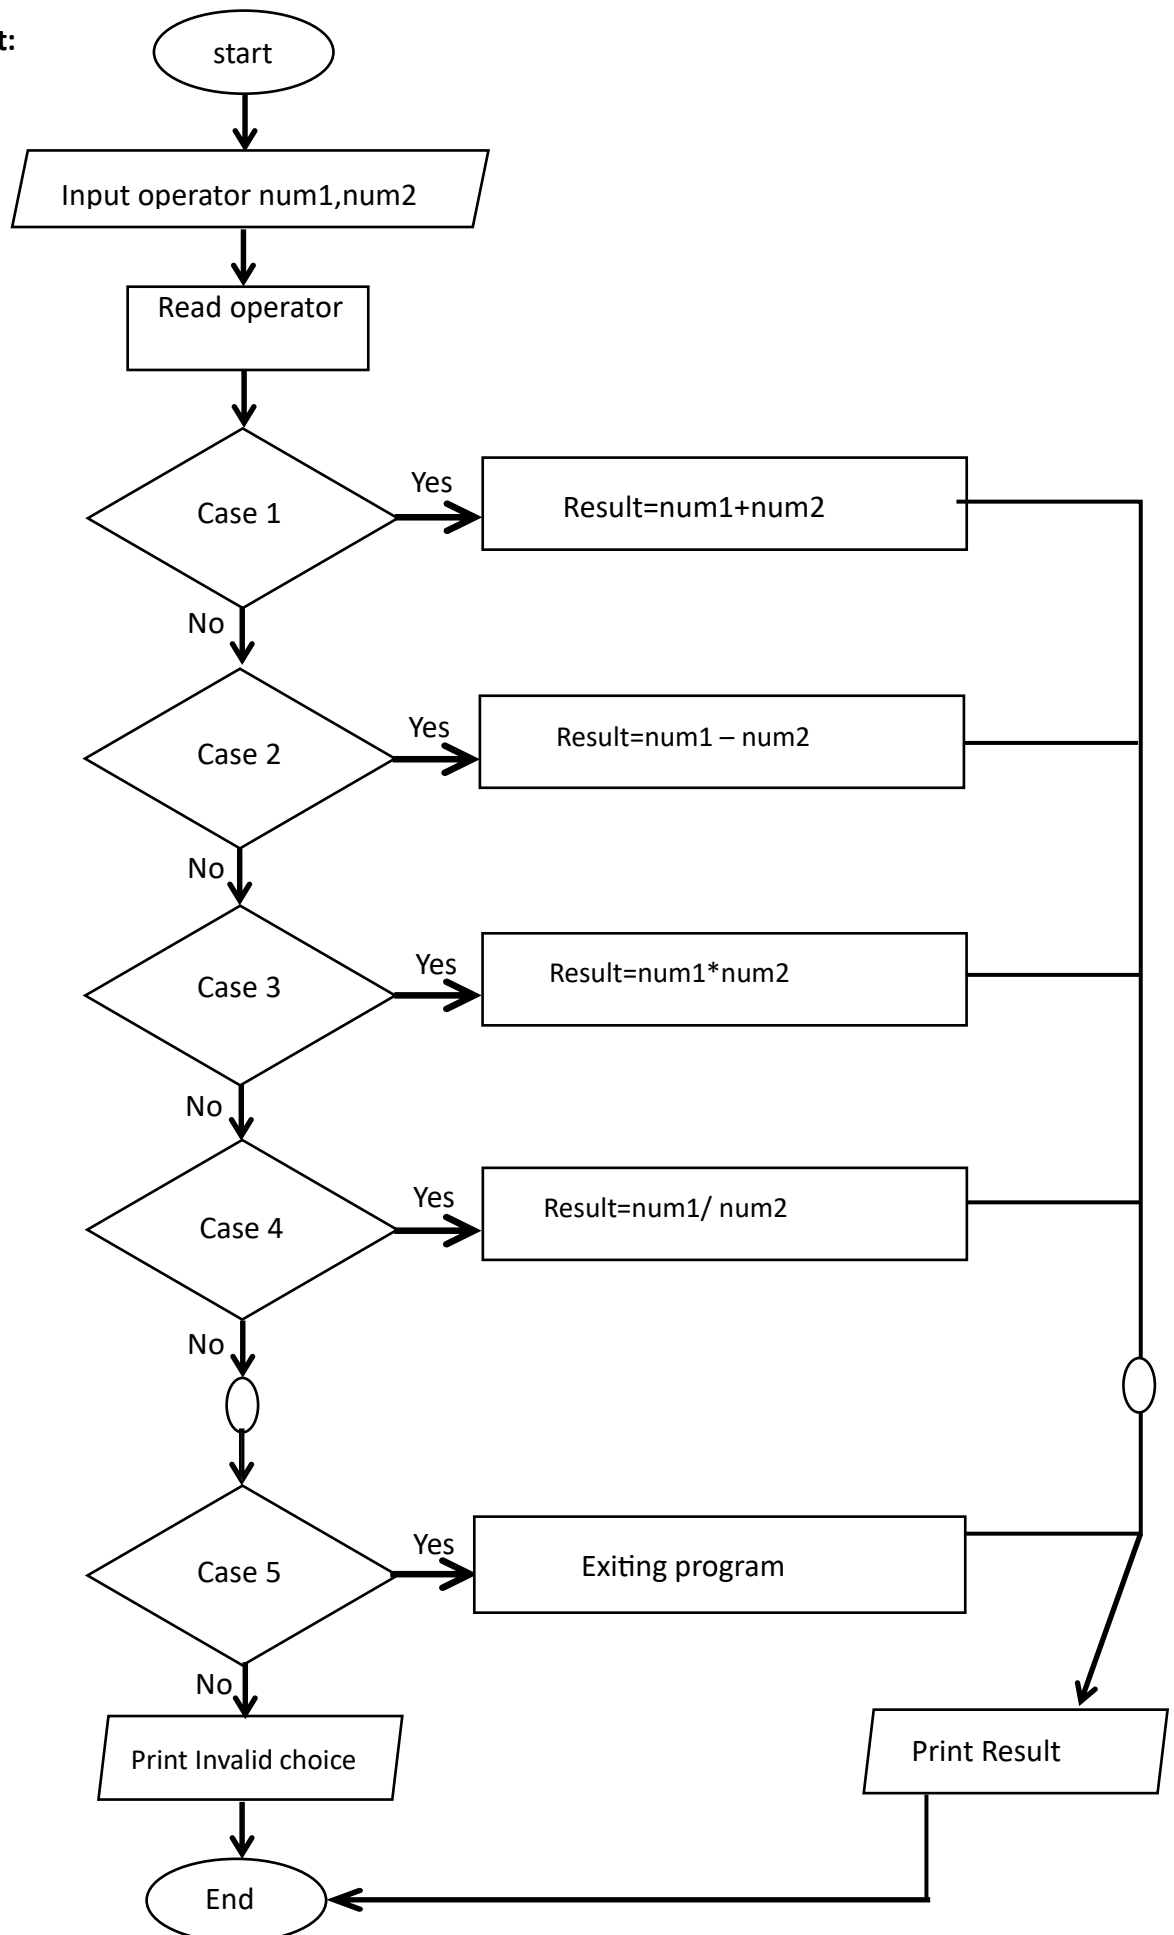 t:
start
Input operator num1,num2
Read operator
Case 1
Yes
Result=num1+num2
No
Case 2
Yes
Result=num1 – num2
No
Case 3
Yes
Result=num1*num2
No
Case 4
Yes
Result=num1/ num2
No
Case 5
Yes
Exiting program
No
Print Invalid choice
Print Result
End